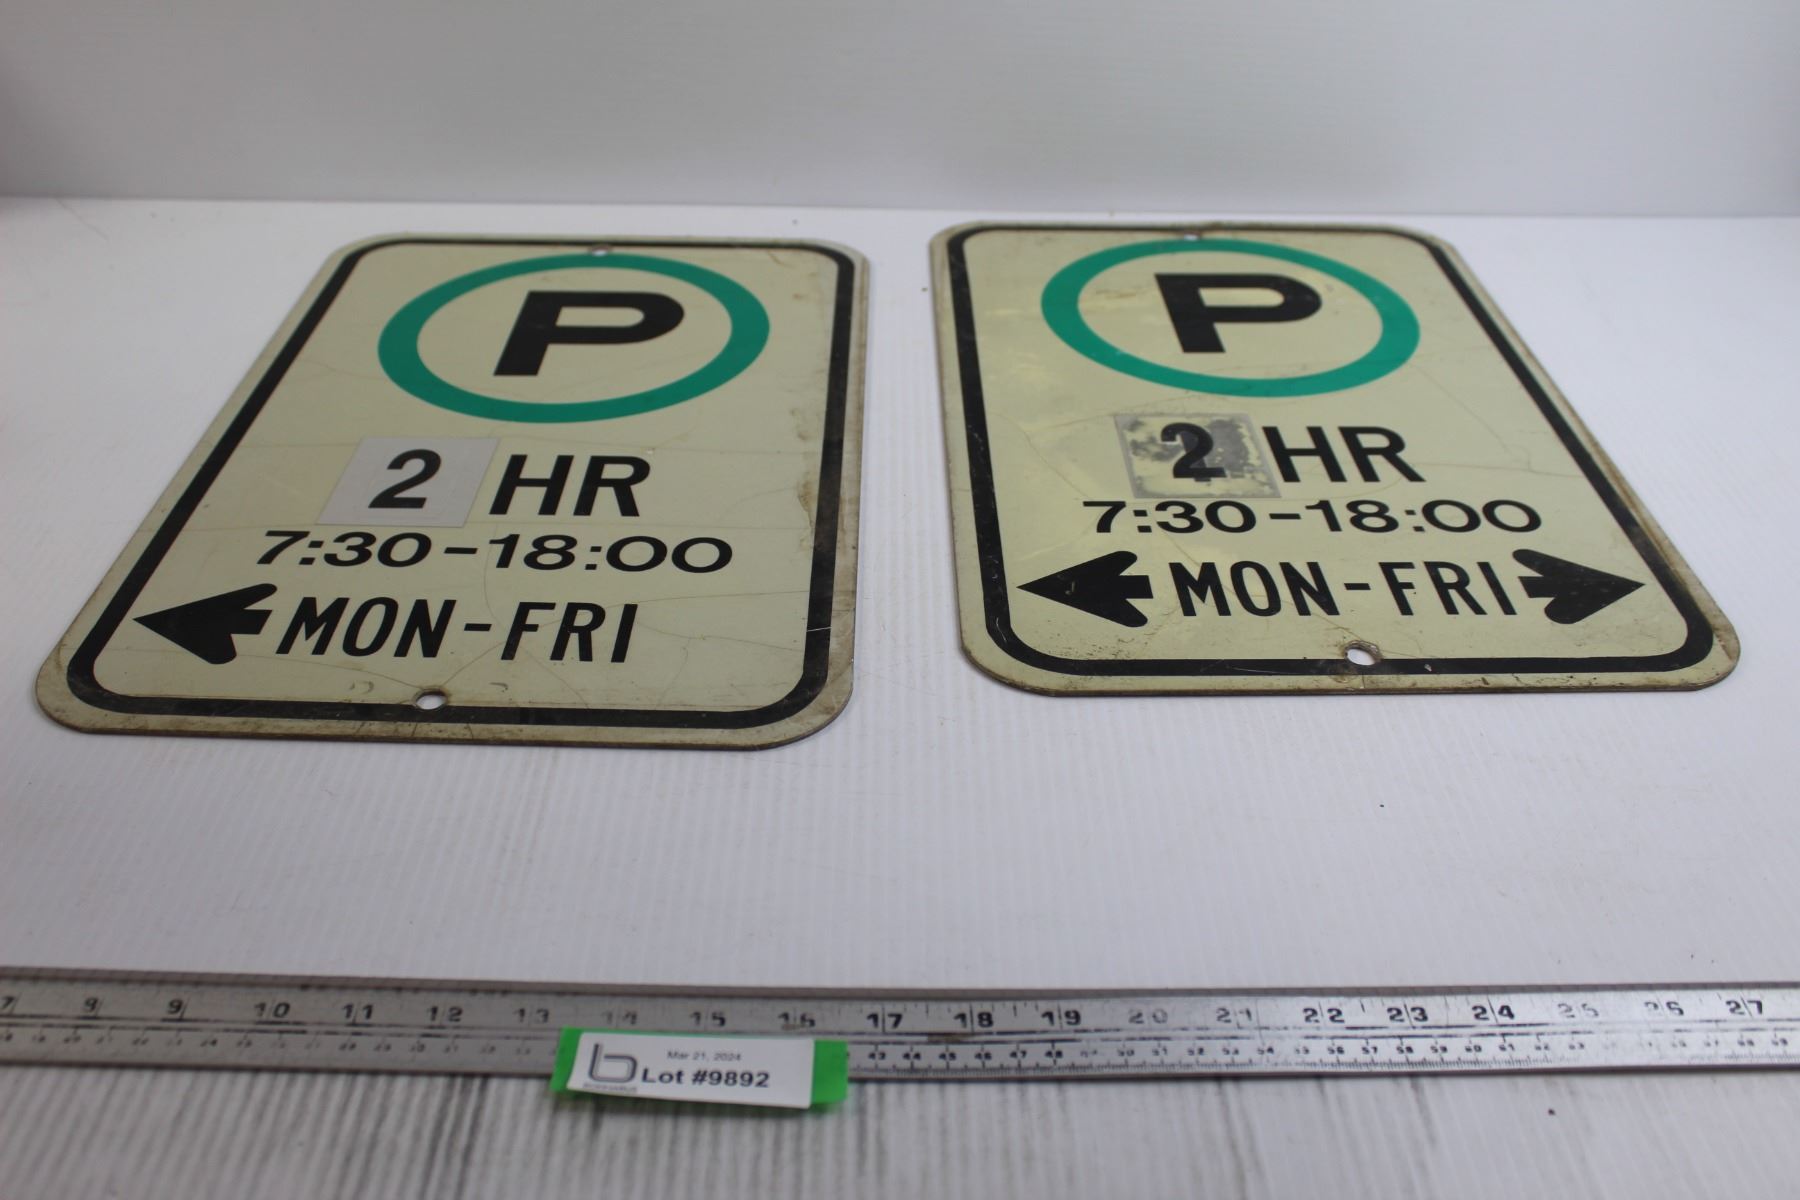 P
2 HR
7:30-18:00
MON-FRI
P
2 HR
7:30-18:00
MON-FRI
7 8 9 10 11 12 13 14 15 16 17 18 19 20 21 22 23 24 25 26 27
Mar 21, 2024
b Lot #9892